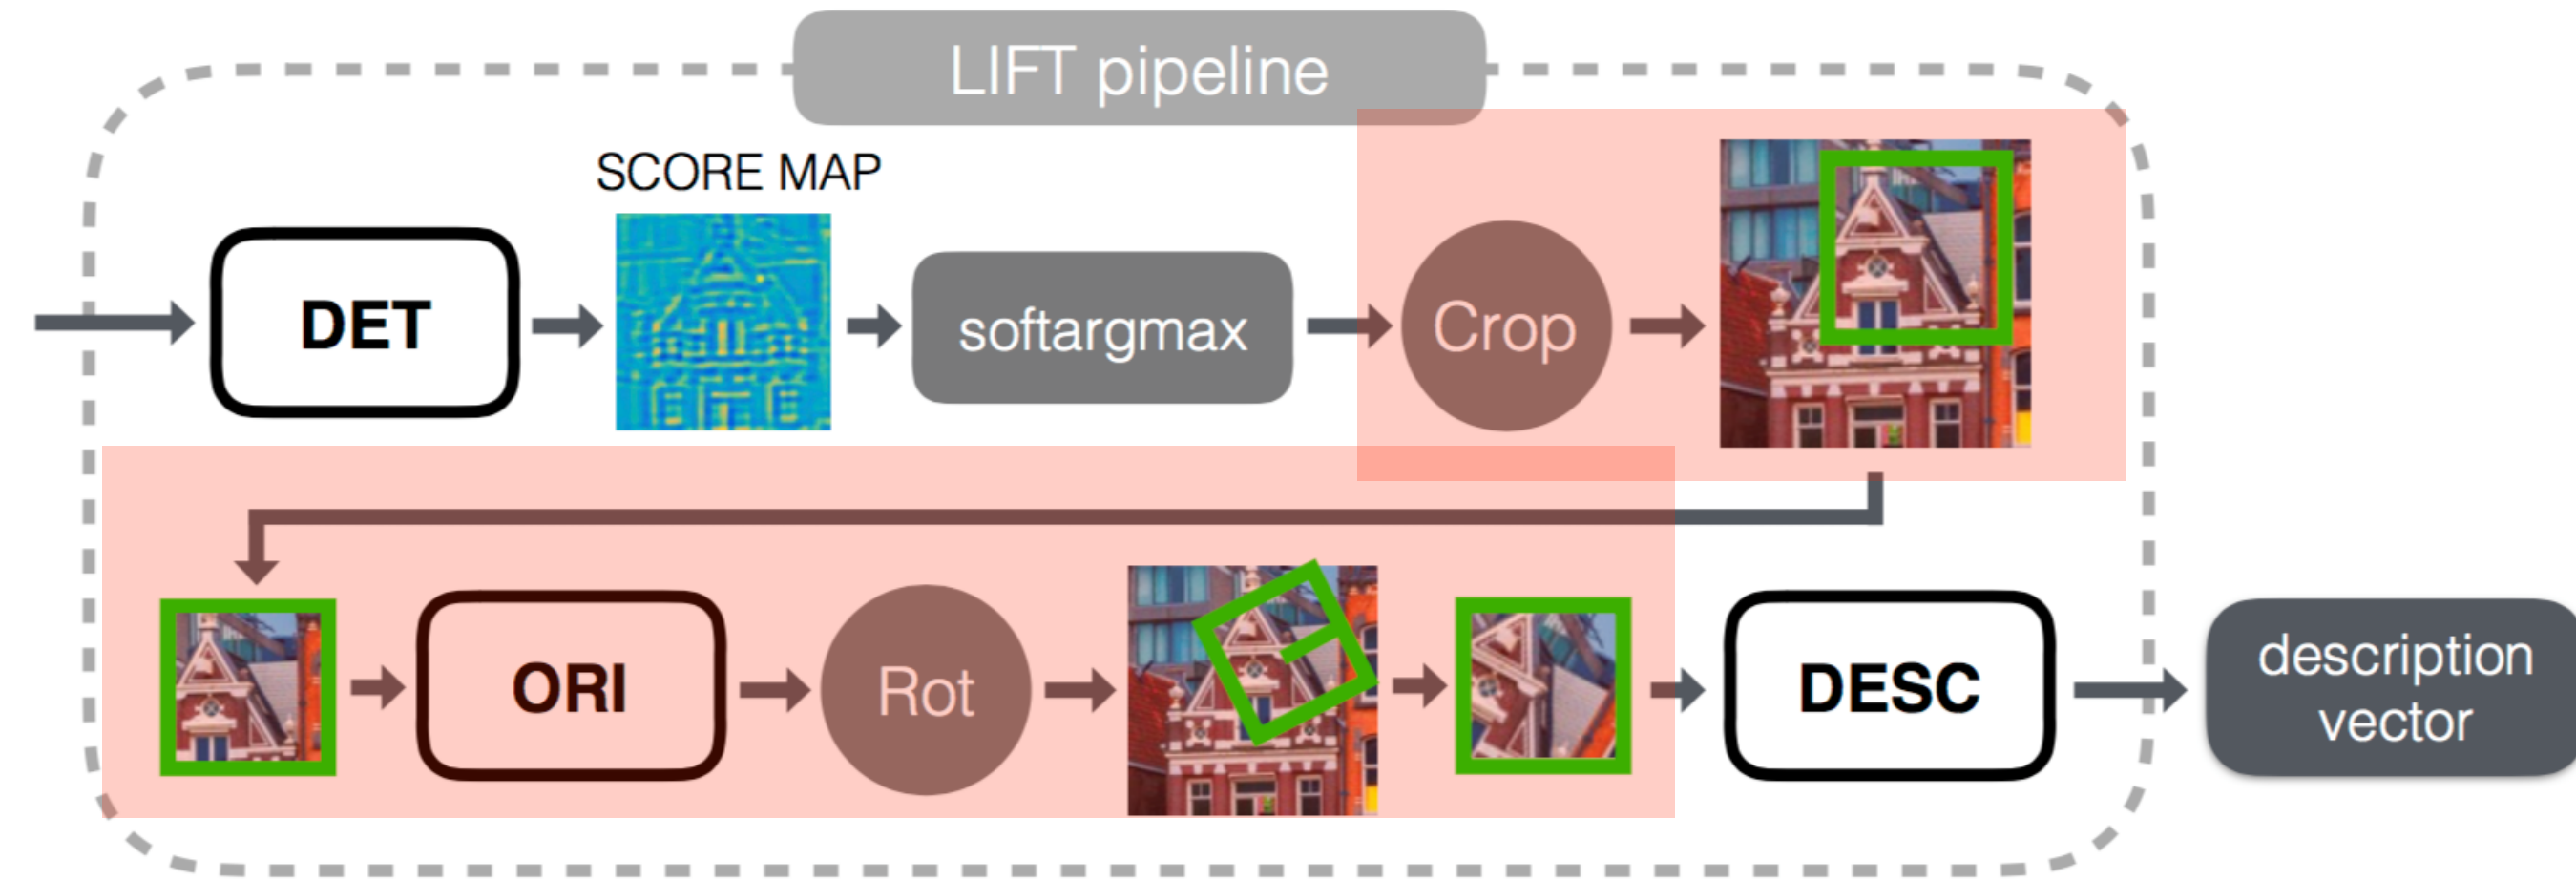 LIFT pipeline
SCORE MAP
DET
softargmax
Crop
ORI
Rot
DESC
description
vector